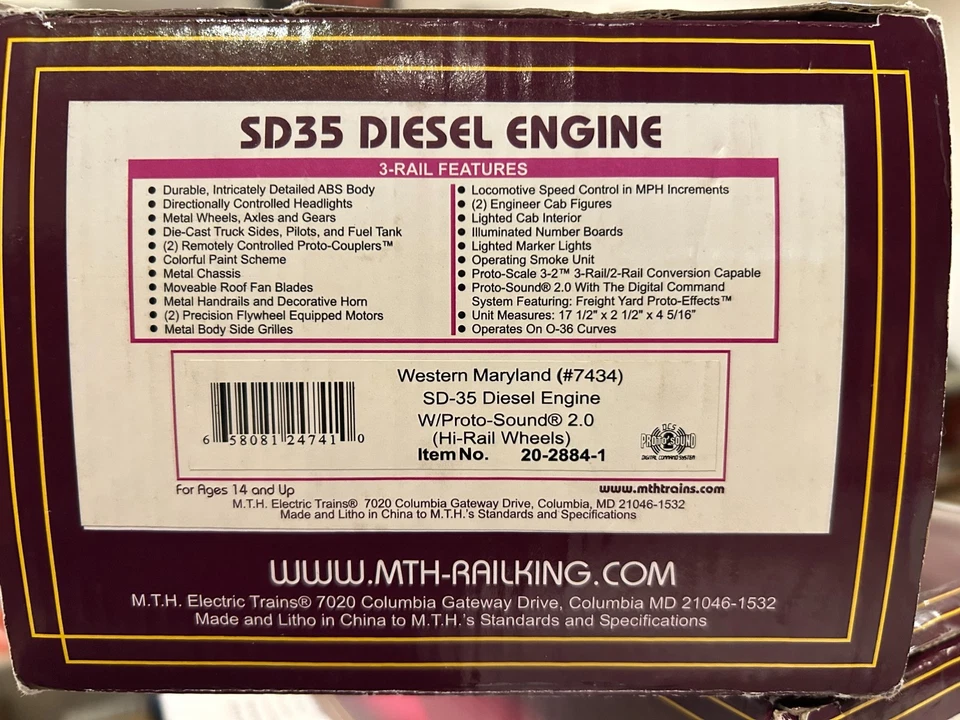 SD35 DIESEL ENGINE
3-RAIL FEATURES
● Durable, Intricately Detailed ABS Body
● Directionally Controlled Headlights
● Metal Wheels, Axles and Gears
● Die-Cast Truck Sides, Pilots, and Fuel Tank
● (2) Remotely Controlled Proto-Couplers™
● Colorful Paint Scheme
● Metal Chassis
● Moveable Roof Fan Blades
● Metal Handrails and Decorative Horn
● (2) Precision Flywheel Equipped Motors
● Metal Body Side Grilles
● Locomotive Speed Control in MPH Increments
● (2) Engineer Cab Figures
● Lighted Cab Interior
● Illuminated Number Boards
● Lighted Marker Lights
● Operating Smoke Unit
● Proto-Scale 3-2™ 3-Rail/2-Rail Conversion Capable
● Proto-Sound® 2.0 With The Digital Command
System Featuring: Freight Yard Proto-Effects™
● Unit Measures: 17 1/2" x 2 1/2" x 4 5/16"
● Operates On O-36 Curves
Western Maryland (#7434)
SD-35 Diesel Engine
W/Proto-Sound® 2.0
(Hi-Rail Wheels)
Item No. 20-2884-1
6 58081 24741 0
DCS
PROTO SOUND
2
DIGITAL COMMAND SYSTEM
For Ages 14 and Up
www.mthtrains.com
M.T.H. Electric Trains® 7020 Columbia Gateway Drive, Columbia, MD 21046-1532
Made and Litho in China to M.T.H.'s Standards and Specifications
WWW.MTH-RAILKING.COM
M.T.H. Electric Trains® 7020 Columbia Gateway Drive, Columbia MD 21046-1532
Made and Litho in China to M.T.H.'s Standards and Specifications